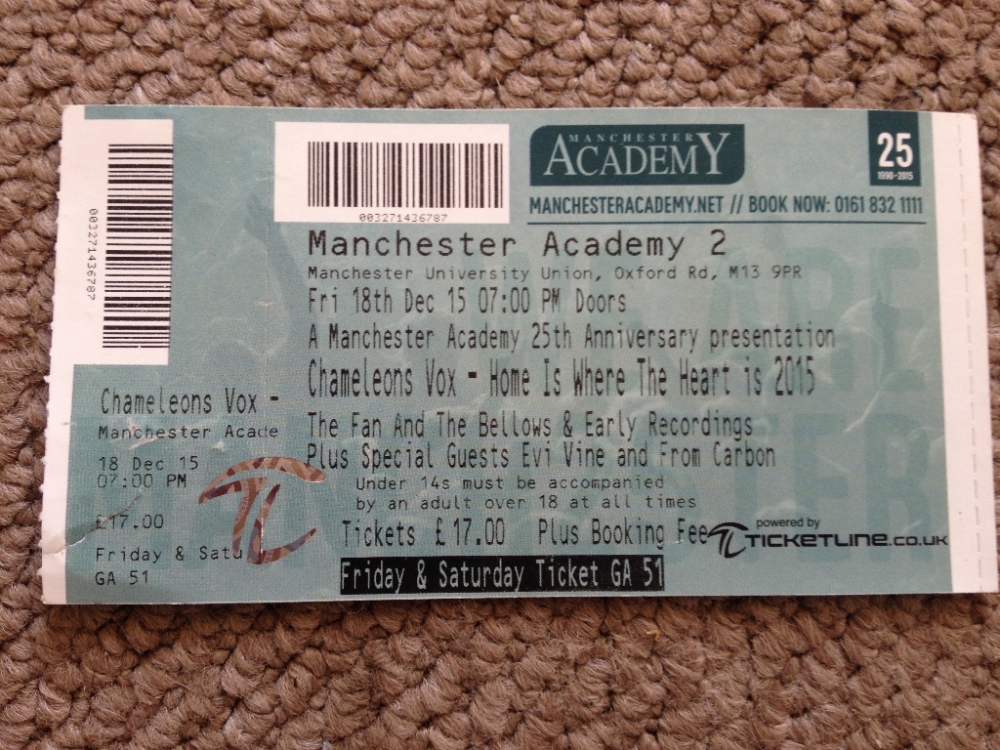 003271436787
Chameleons Vox -
Manchester Acade
18 Dec 15
07:00 PM
£17.00
Friday & Satu
GA 51
003271436787
MANCHESTER
ACADEMY
25
1990-2015
MANCHESTERACADEMY.NET // BOOK NOW: 0161 832 1111
Manchester Academy 2
Manchester University Union, Oxford Rd, M13 9PR
Fri 18th Dec 15 07:00 PM Doors
A Manchester Academy 25th Anniversary presentation
Chameleons Vox - Home Is Where The Heart is 2015
The Fan And The Bellows & Early Recordings
Plus Special Guests Evi Vine and From Carbon
Under 14s must be accompanied
by an adult over 18 at all times
Tickets £17.00 Plus Booking Fee
powered by
TICKETLINE.CO.UK
Friday & Saturday Ticket GA 51